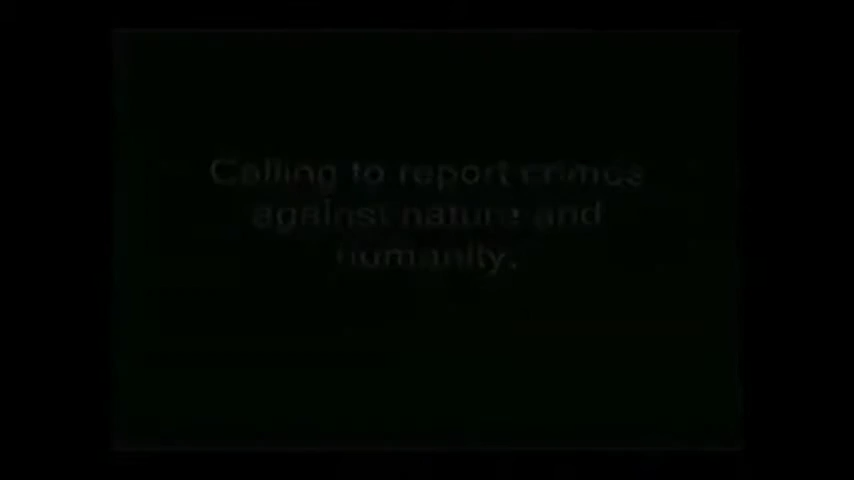 Calling to report crimes
against nature and
humanity.